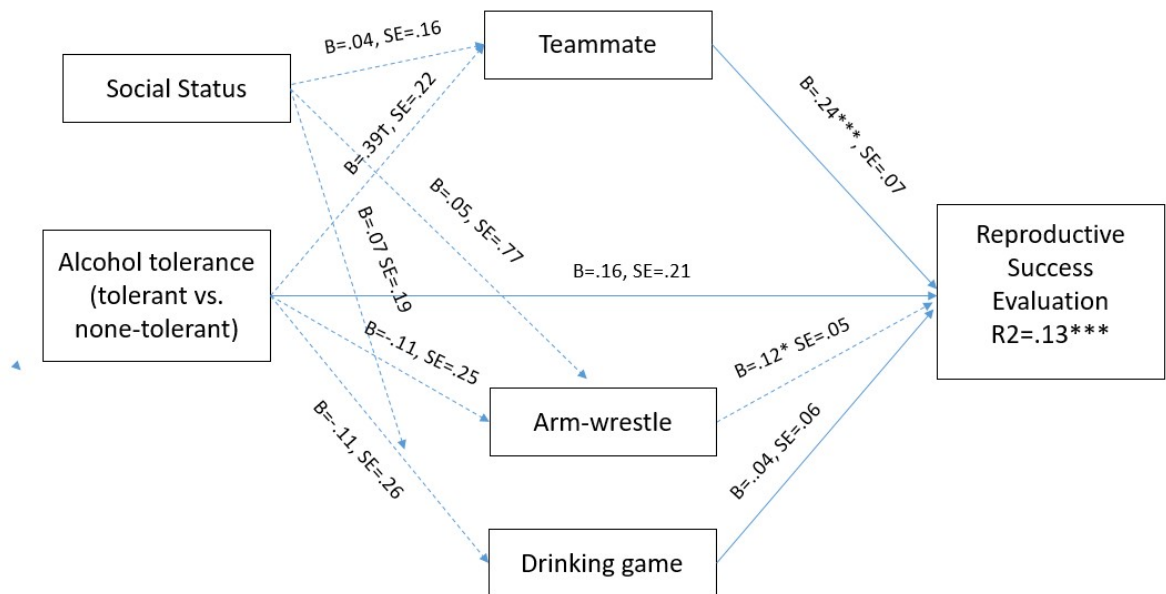 B=.04, SE=.16
Teammate
Social Status
B=.39†, SE=.22
B=.24***, SE=.07
B=.05, SE=.77
B=.07 SE=.19
Alcohol tolerance
(tolerant vs.
none-tolerant)
B=.16, SE=.21
Reproductive
Success
Evaluation
R2=.13***
B=-.11, SE=.25
B=.12* SE=.05
Arm-wrestle
B=-.11, SE=.26
B=..04, SE=.06
Drinking game